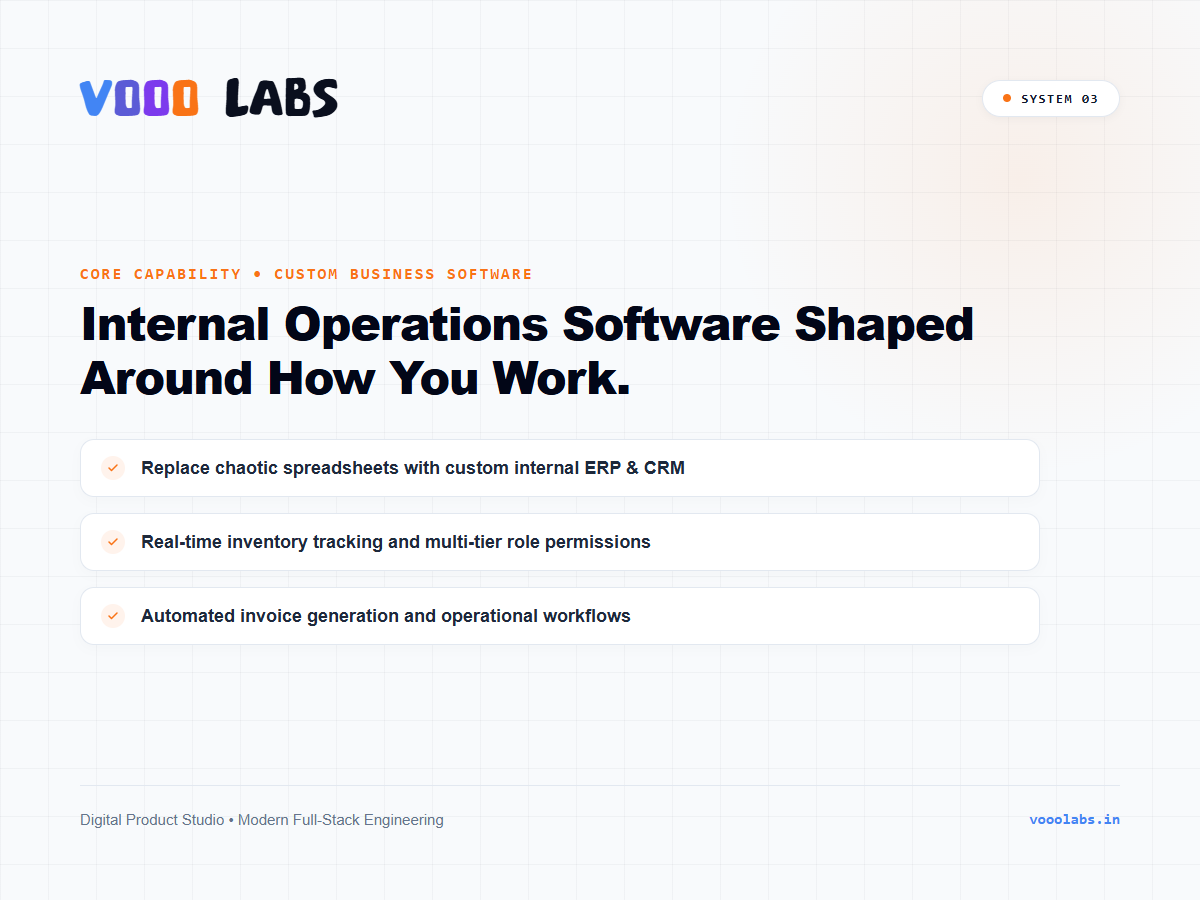 VOOO LABS
SYSTEM 03
CORE CAPABILITY • CUSTOM BUSINESS SOFTWARE
Internal Operations Software Shaped
Around How You Work.
Replace chaotic spreadsheets with custom internal ERP & CRM
Real-time inventory tracking and multi-tier role permissions
Automated invoice generation and operational workflows
Digital Product Studio • Modern Full-Stack Engineering
vooolabs.in